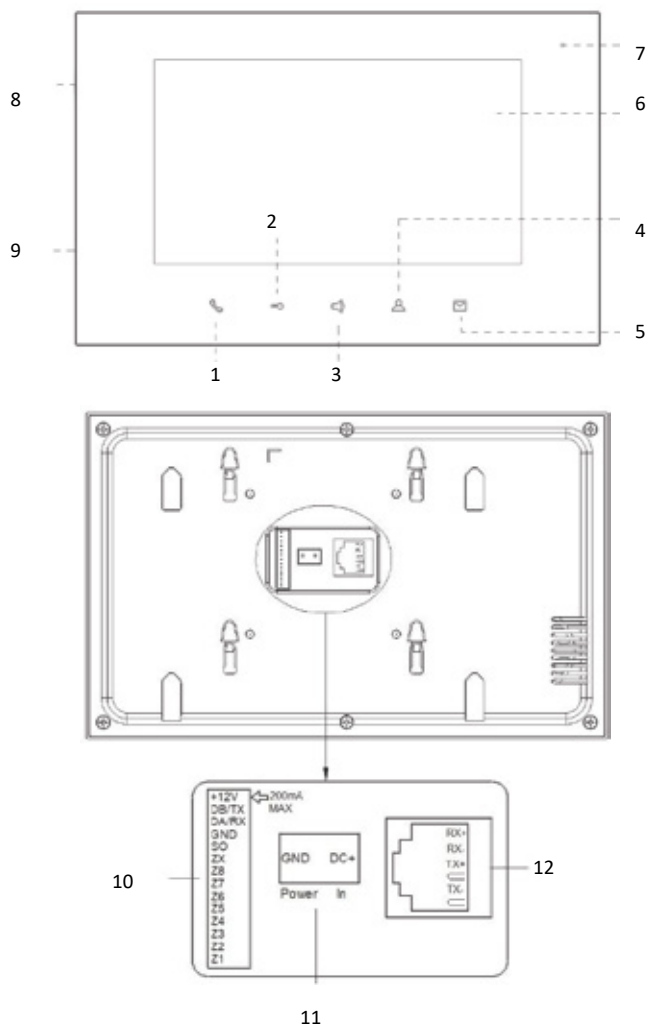 7
8
6
2
4
9
5
1
3
+12V
200mA
DB/TX
MAX
DA/RX
GND
SO
ZX
Z8
Z7
Z6
Z5
Z4
Z3
Z2
Z1
10
GND DC+
Power In
RX+
RX-
TX+
TX-
12
11